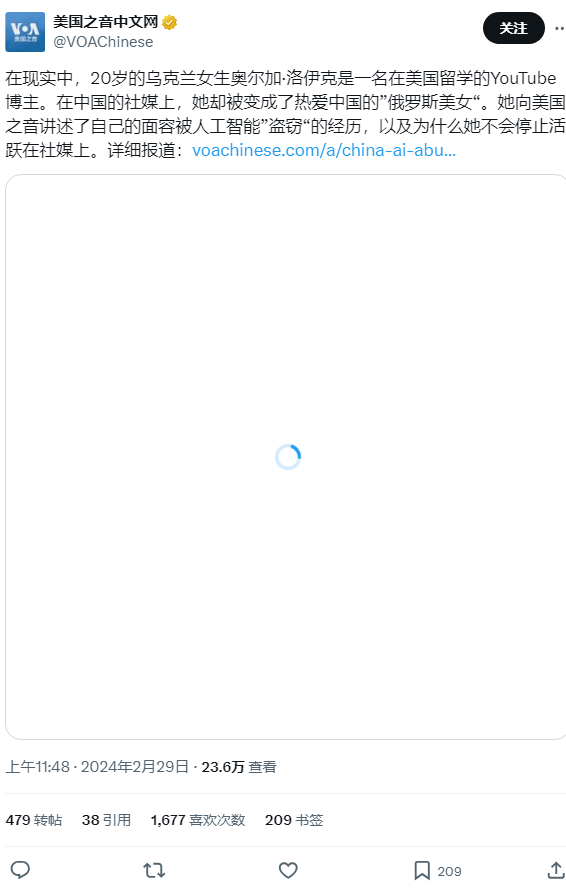 VOA
美国之音
美国之音中文网
@VOAChinese
关注
在现实中，20岁的乌克兰女生奥尔加·洛伊克是一名在美国留学的YouTube
博主。在中国的社媒上，她却被变成了热爱中国的”俄罗斯美女“。她向美国
之音讲述了自己的面容被人工智能”盗窃“的经历，以及为什么她不会停止活
跃在社媒上。详细报道：voachinese.com/a/china-ai-abu...
上午11:48 · 2024年2月29日 · 23.6万 查看
479 转帖 38 引用 1,677 喜欢次数 209 书签
209